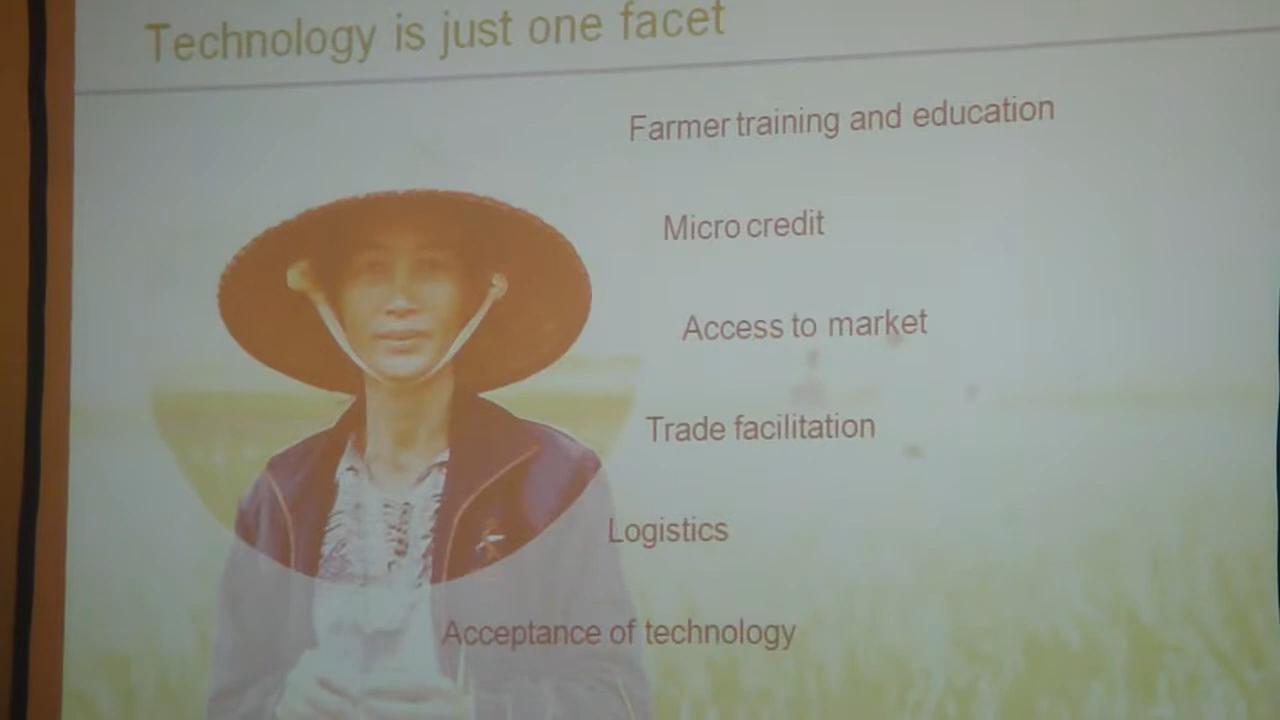 Technology is just one facet
Farmer training and education
Micro credit
Access to market
Trade facilitation
Logistics
Acceptance of technology